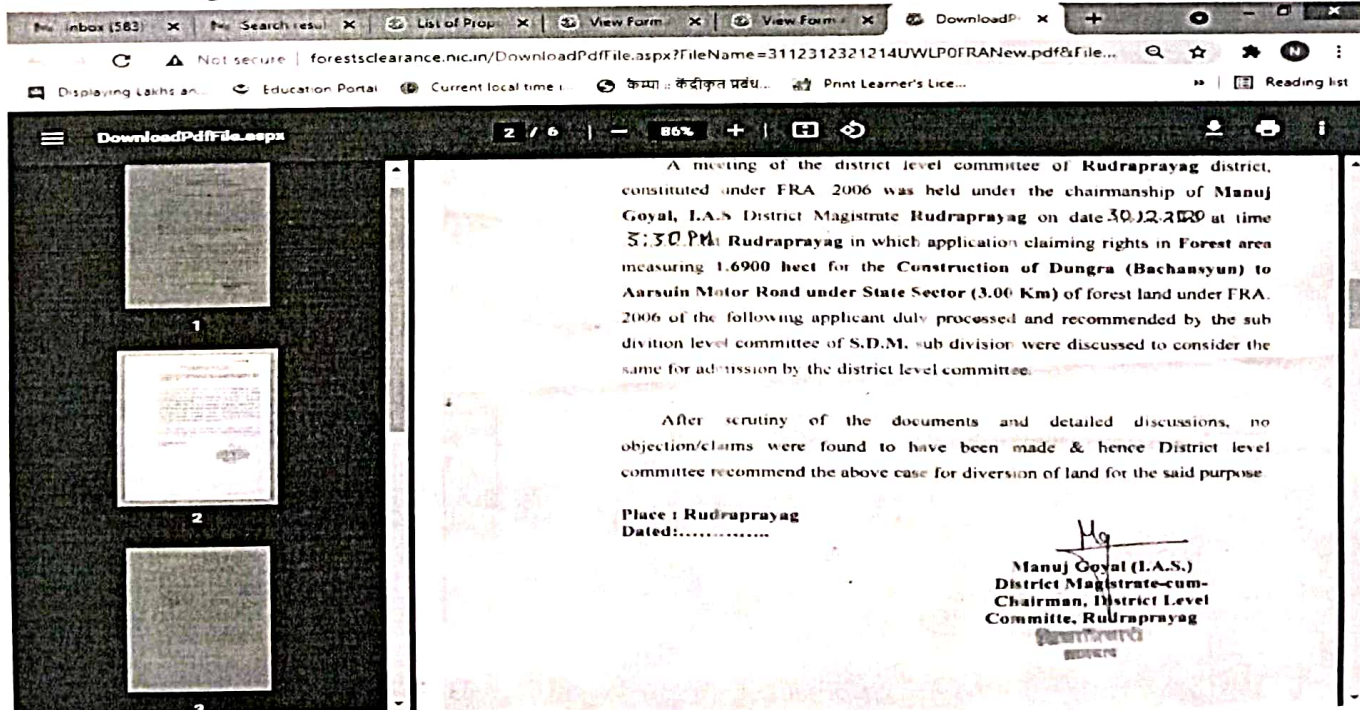 Inbox (583) Search resul List of Prop View Form View Form DownloadP
Not secure | forestsclearance.nic.in/DownloadPdfFile.aspx?FileName=3112312321214UWLP0FRANew.pdf&File...
Displaying Lakhs an... Education Portal Current local time i... कैम्पा :: केंद्रीकृत प्रबंध... Print Learner's Lice... » Reading list
DownloadPdfFile.aspx 2 / 6 | − 86% + |
1
2
3
A meeting of the district level committee of Rudraprayag district,
constituted under FRA 2006 was held under the chairmanship of Manuj
Goyal, I.A.S District Magistrate Rudraprayag on date 30.12.2020 at time
5:30 PM Rudraprayag in which application claiming rights in Forest area
measuring 1.6900 hect for the Construction of Dungra (Bachansyun) to
Aarsuin Motor Road under State Sector (3.00 Km) of forest land under FRA.
2006 of the following applicant duly processed and recommended by the sub
divition level committee of S.D.M. sub division were discussed to consider the
same for admission by the district level committee.
After scrutiny of the documents and detailed discussions, no
objection/claims were found to have been made & hence District level
committee recommend the above case for diversion of land for the said purpose.
Place : Rudraprayag
Dated:..............
Mg
Manuj Goyal (I.A.S.)
District Magistrate-cum-
Chairman, District Level
Committe, Rudraprayag